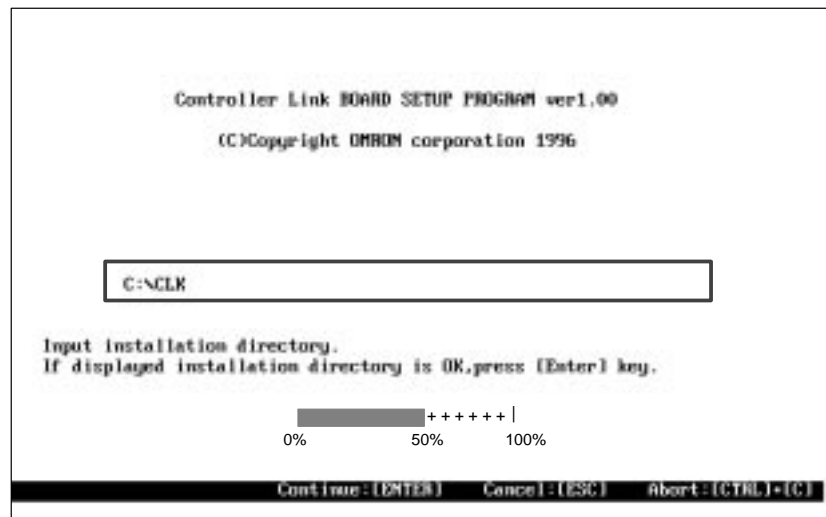 Controller Link BOARD SETUP PROGRAM ver1.00
(C)Copyright OMRON corporation 1996
C:\CLK
Input installation directory.
If displayed installation directory is OK,press [Enter] key.
++++++|
0% 50% 100%
Continue:[ENTER] Cancel:[ESC] Abort:[CTRL]+[C]